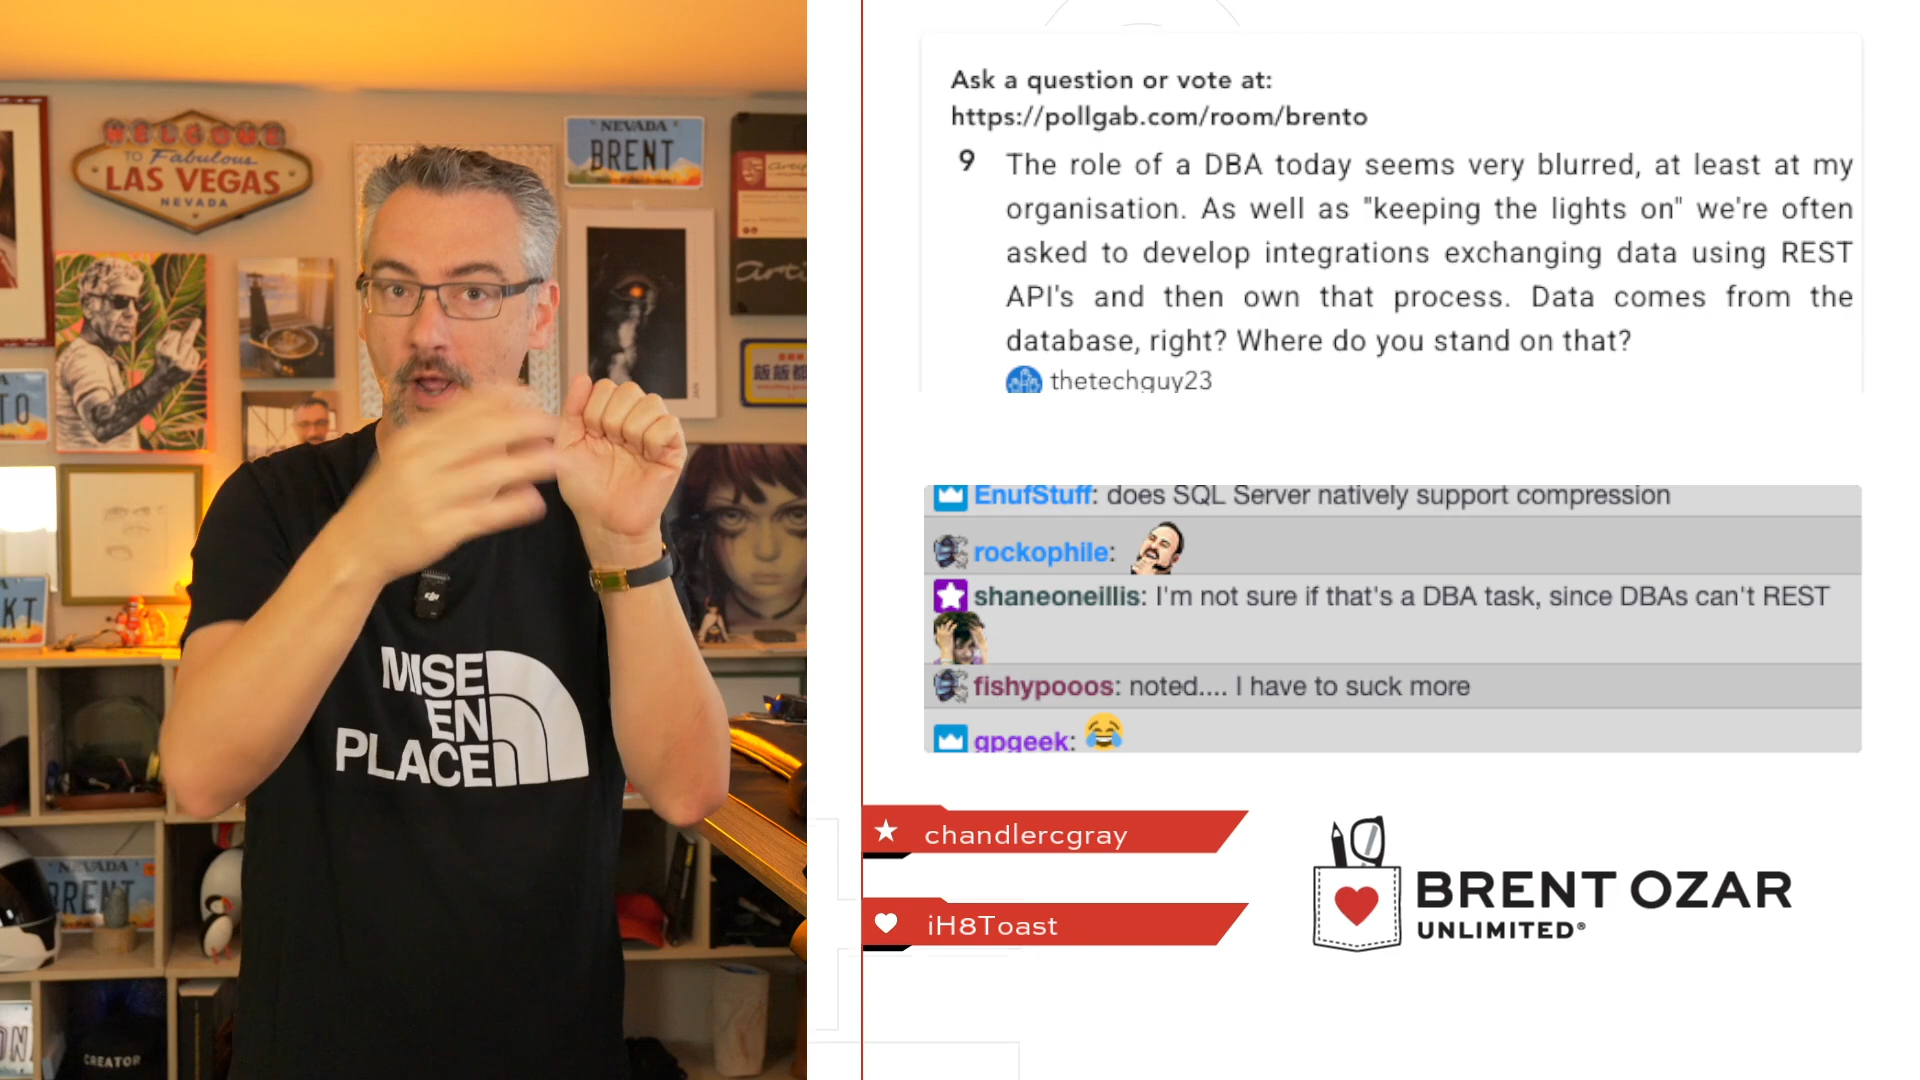 WELCOME
TO Fabulous
LAS VEGAS
NEVADA
NEVADA
BRENT
MISE
EN
PLACE
NEVADA
BRENT
CREATOR
Ask a question or vote at:
https://pollgab.com/room/brento
9 The role of a DBA today seems very blurred, at least at my
organisation. As well as "keeping the lights on" we're often
asked to develop integrations exchanging data using REST
API's and then own that process. Data comes from the
database, right? Where do you stand on that?
thetechguy23
EnufStuff: does SQL Server natively support compression
rockophile:
shaneoneillis: I'm not sure if that's a DBA task, since DBAs can't REST
fishypooos: noted.... I have to suck more
gpgeek:
chandlercgray
iH8Toast
BRENT OZAR
UNLIMITED®